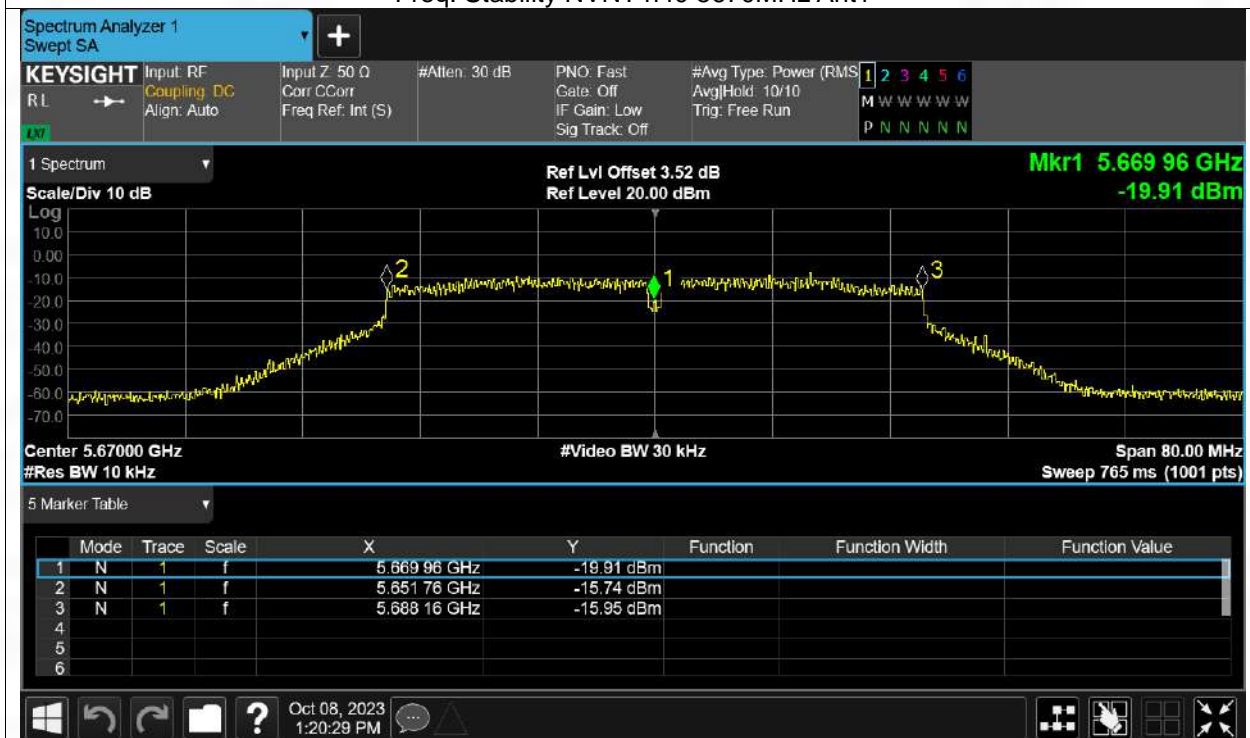 Spectrum Analyzer 1
Swept SA
+
KEYSIGHT Input: RF Input Z: 50 Ω #Atten: 30 dB PNO: Fast #Avg Type: Power (RMS 1 2 3 4 5 6
RL Coupling: DC Corr CCorr Gate: Off Avg|Hold: 10/10 M W W W W W
Align: Auto Freq Ref: Int (S) IF Gain: Low Trig: Free Run
LXI Sig Track: Off P N N N N N
1 Spectrum Ref Lvl Offset 3.52 dB Mkr1 5.669 96 GHz
Scale/Div 10 dB Ref Level 20.00 dBm -19.91 dBm
Log
10.0
0.00
-10.0 2 1 3
-20.0
-30.0
-40.0
-50.0
-60.0
-70.0
Center 5.67000 GHz #Video BW 30 kHz Span 80.00 MHz
#Res BW 10 kHz Sweep 765 ms (1001 pts)
5 Marker Table
Mode Trace Scale X Y Function Function Width Function Value
1 N 1 f 5.669 96 GHz -19.91 dBm
2 N 1 f 5.651 76 GHz -15.74 dBm
3 N 1 f 5.688 16 GHz -15.95 dBm
4
5
6
? Oct 08, 2023
1:20:29 PM